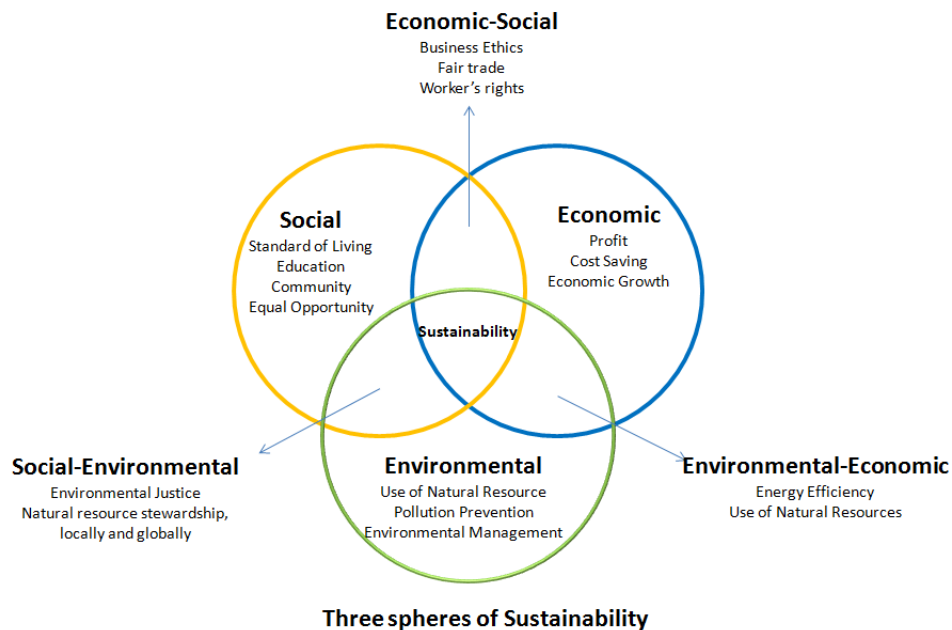 Economic-Social
Business Ethics
Fair trade
Worker's rights
Social
Standard of Living
Education
Community
Equal Opportunity
Economic
Profit
Cost Saving
Economic Growth
Sustainability
Social-Environmental
Environmental Justice
Natural resource stewardship,
locally and globally
Environmental
Use of Natural Resource
Pollution Prevention
Environmental Management
Environmental-Economic
Energy Efficiency
Use of Natural Resources
Three spheres of Sustainability